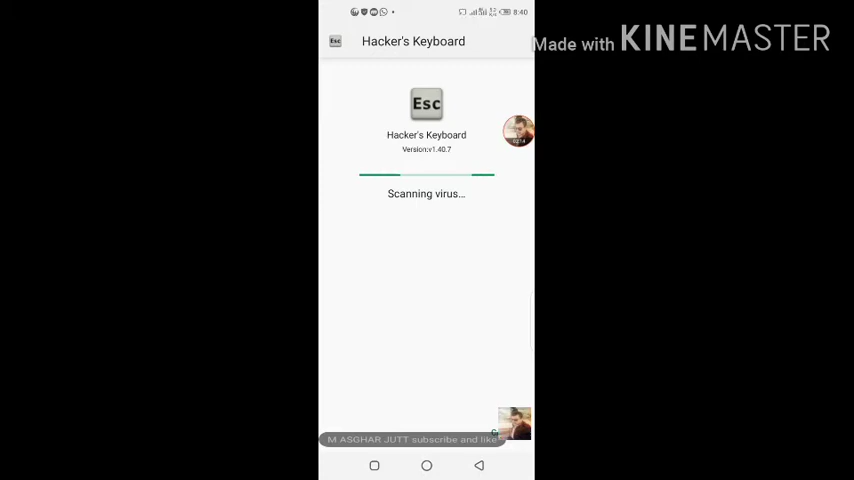 8:40
Esc
Hacker's Keyboard
Made with KINEMASTER
Esc
Hacker's Keyboard
Version:v1.40.7
Scanning virus...
M ASGHAR JUTT subscribe and like